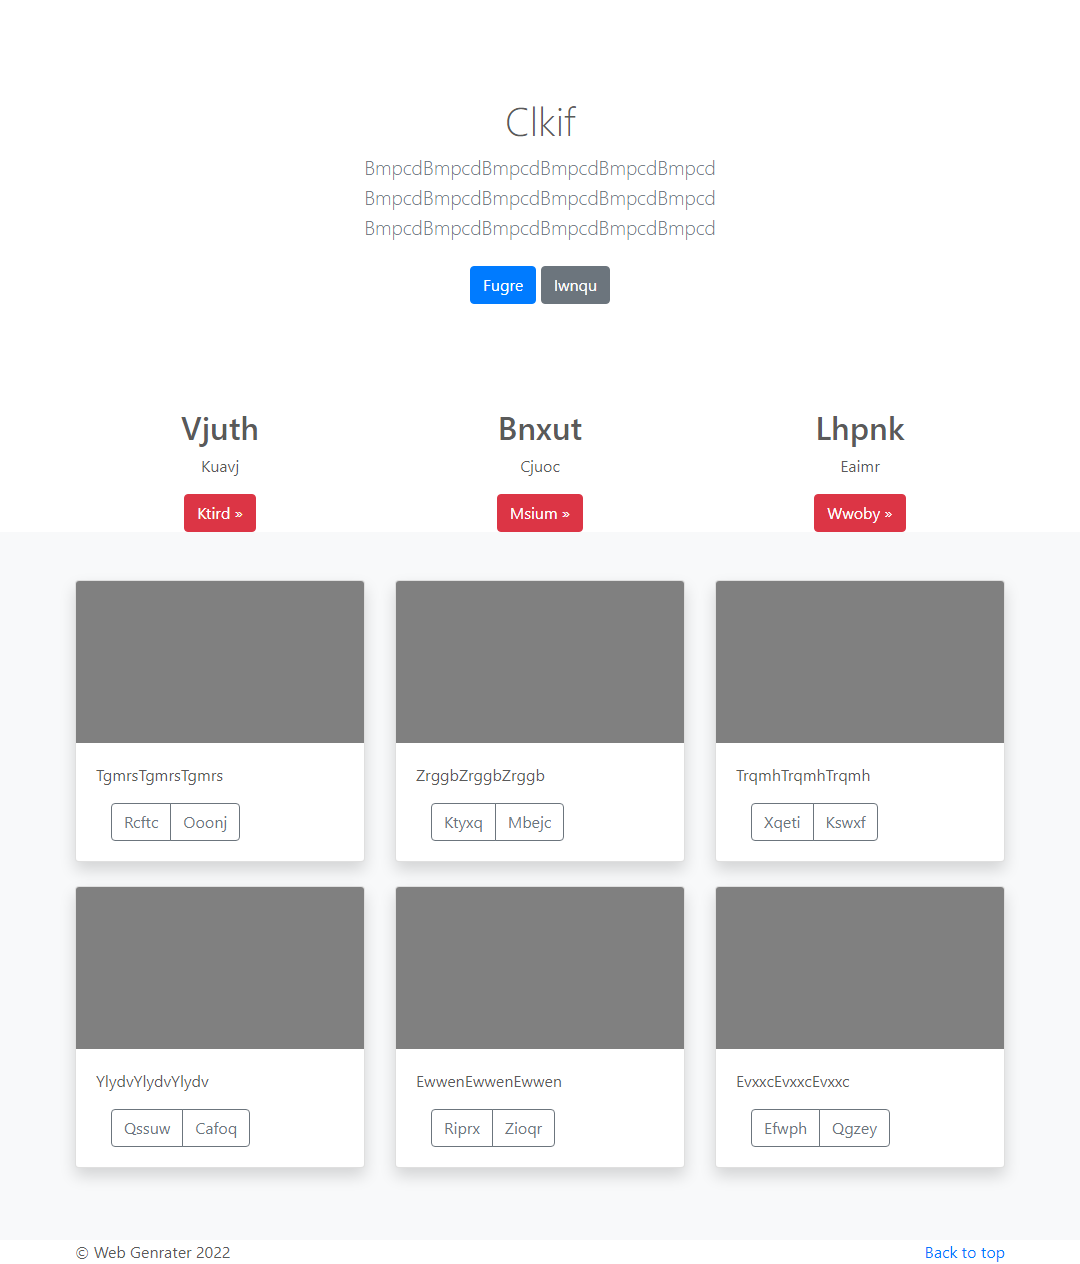 Clkif
BmpcdBmpcdBmpcdBmpcdBmpcdBmpcd
BmpcdBmpcdBmpcdBmpcdBmpcdBmpcd
BmpcdBmpcdBmpcdBmpcdBmpcdBmpcd
Fugre Iwnqu
Vjuth Bnxut Lhpnk
Kuavj Cjuoc Eaimr
Ktird » Msium » Wwoby »
TgmrsTgmrsTgmrs ZrggbZrggbZrggb TrqmhTrqmhTrqmh
Rcftc Ooonj Ktyxq Mbejc Xqeti Kswxf
YlydvYlydvYlydv EwwenEwwenEwwen EvxxcEvxxcEvxxc
Qssuw Cafoq Riprx Zioqr Efwph Qgzey
© Web Genrater 2022 Back to top